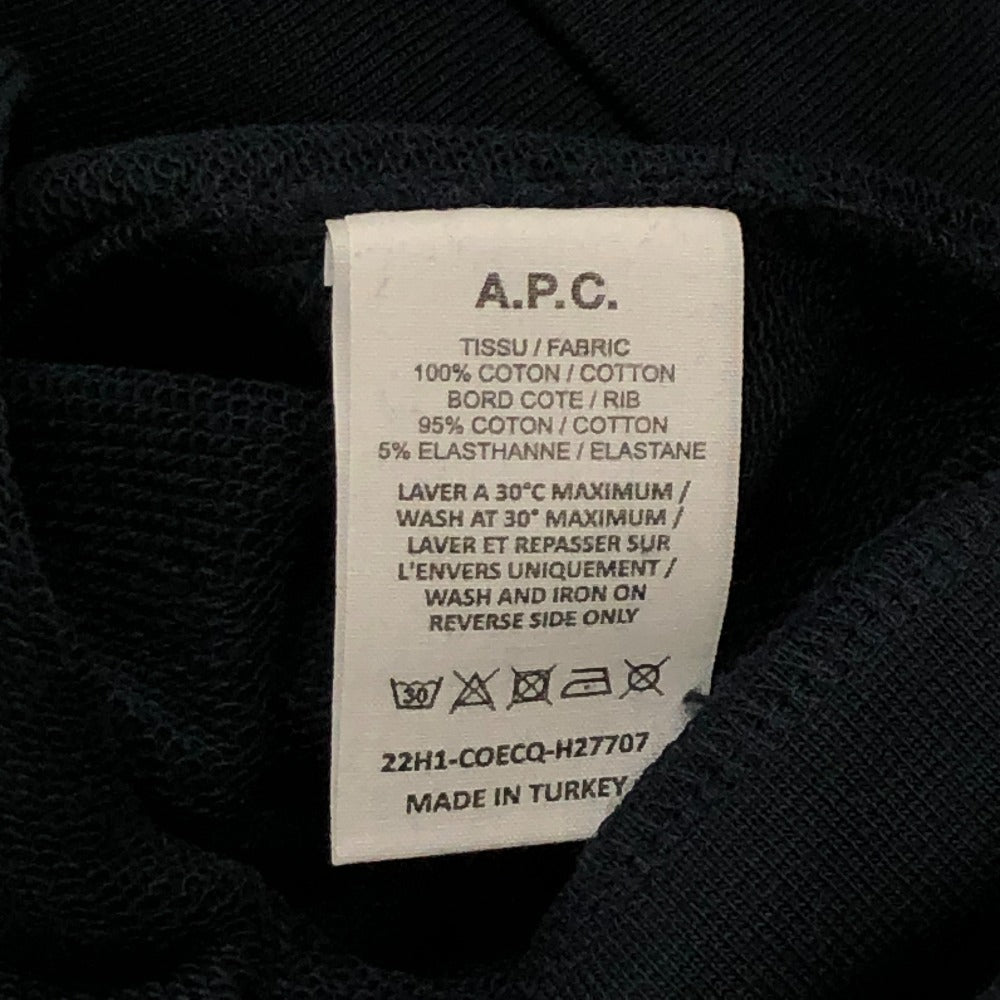 A.P.C.
TISSU / FABRIC
100% COTON / COTTON
BORD COTE / RIB
95% COTON / COTTON
5% ELASTHANNE / ELASTANE
LAVER A 30°C MAXIMUM /
WASH AT 30° MAXIMUM /
LAVER ET REPASSER SUR
L'ENVERS UNIQUEMENT /
WASH AND IRON ON
REVERSE SIDE ONLY
30
22H1-COECQ-H27707
MADE IN TURKEY